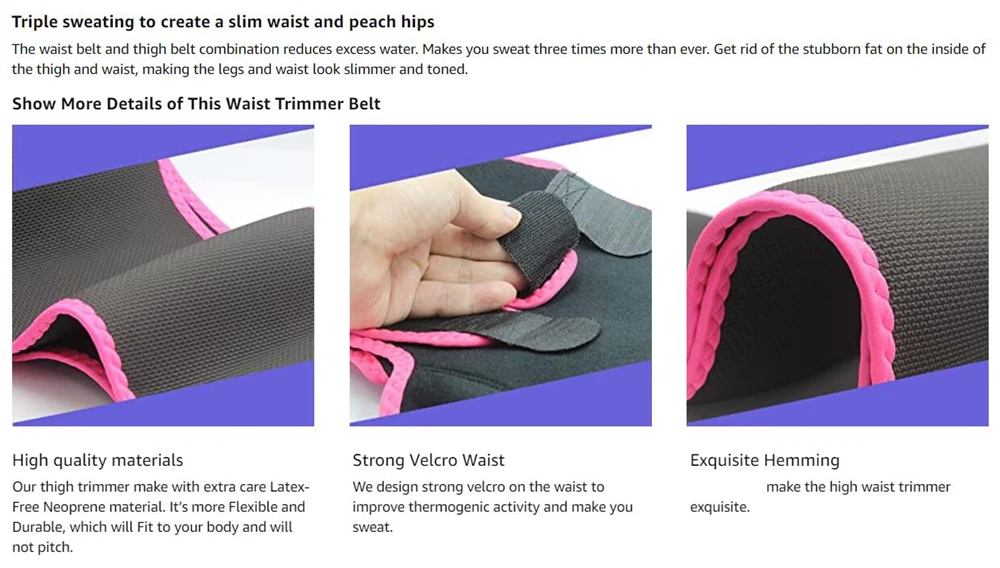 Triple sweating to create a slim waist and peach hips
The waist belt and thigh belt combination reduces excess water. Makes you sweat three times more than ever. Get rid of the stubborn fat on the inside of
the thigh and waist, making the legs and waist look slimmer and toned.
Show More Details of This Waist Trimmer Belt
High quality materials
Our thigh trimmer make with extra care Latex-
Free Neoprene material. It’s more Flexible and
Durable, which will Fit to your body and will
not pitch.
Strong Velcro Waist
We design strong velcro on the waist to
improve thermogenic activity and make you
sweat.
Exquisite Hemming
make the high waist trimmer
exquisite.